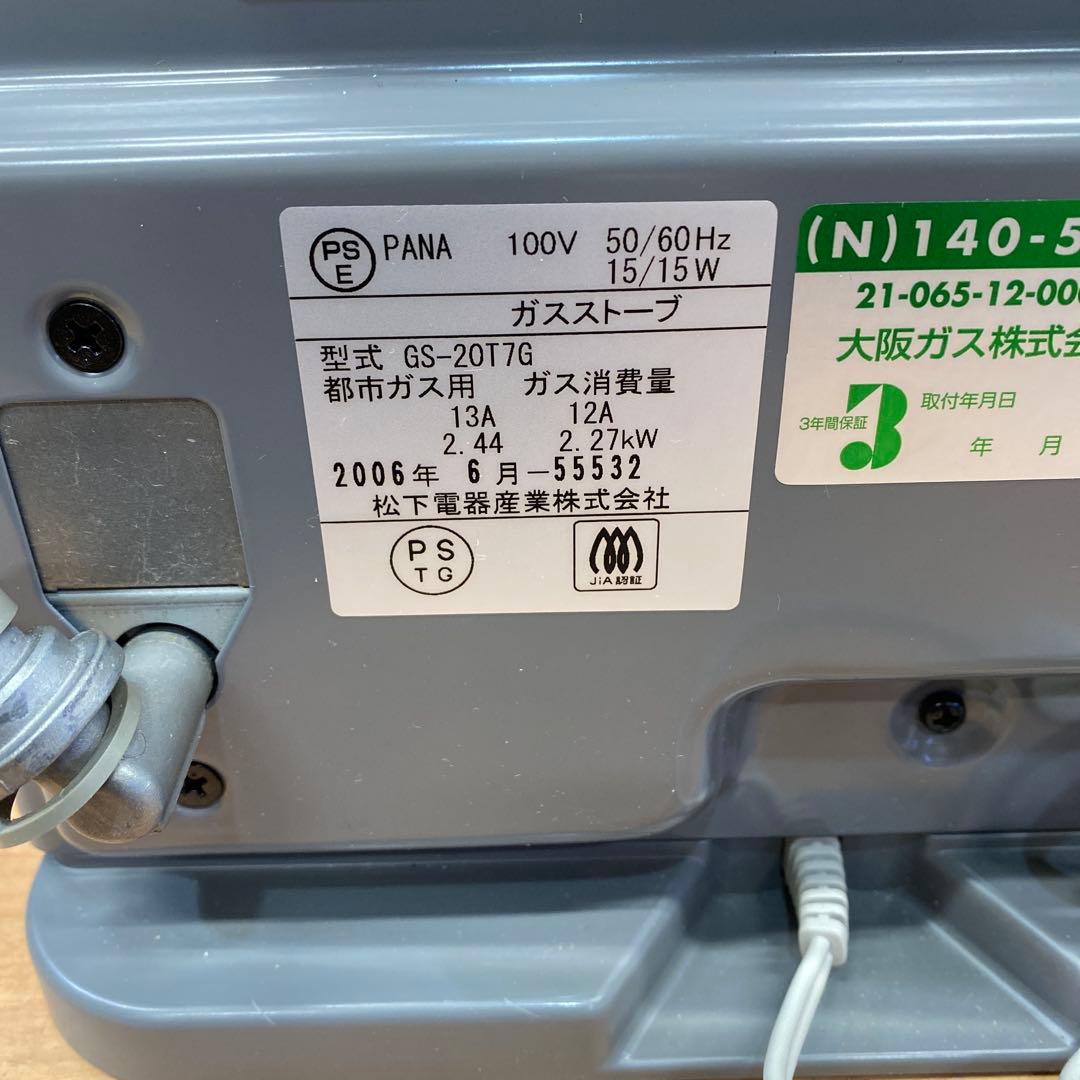 PS E PANA 100V 50/60Hz
15/15W
ガスストーブ
型式 GS-20T7G
都市ガス用 ガス消費量
13A 12A
2.44 2.27kW
2006年 6月-55532
松下電器産業株式会社
PS TG
JIA認証
(N)140-5
21-065-12-000
大阪ガス株式会
3年間保証
3
取付年月日
年 月